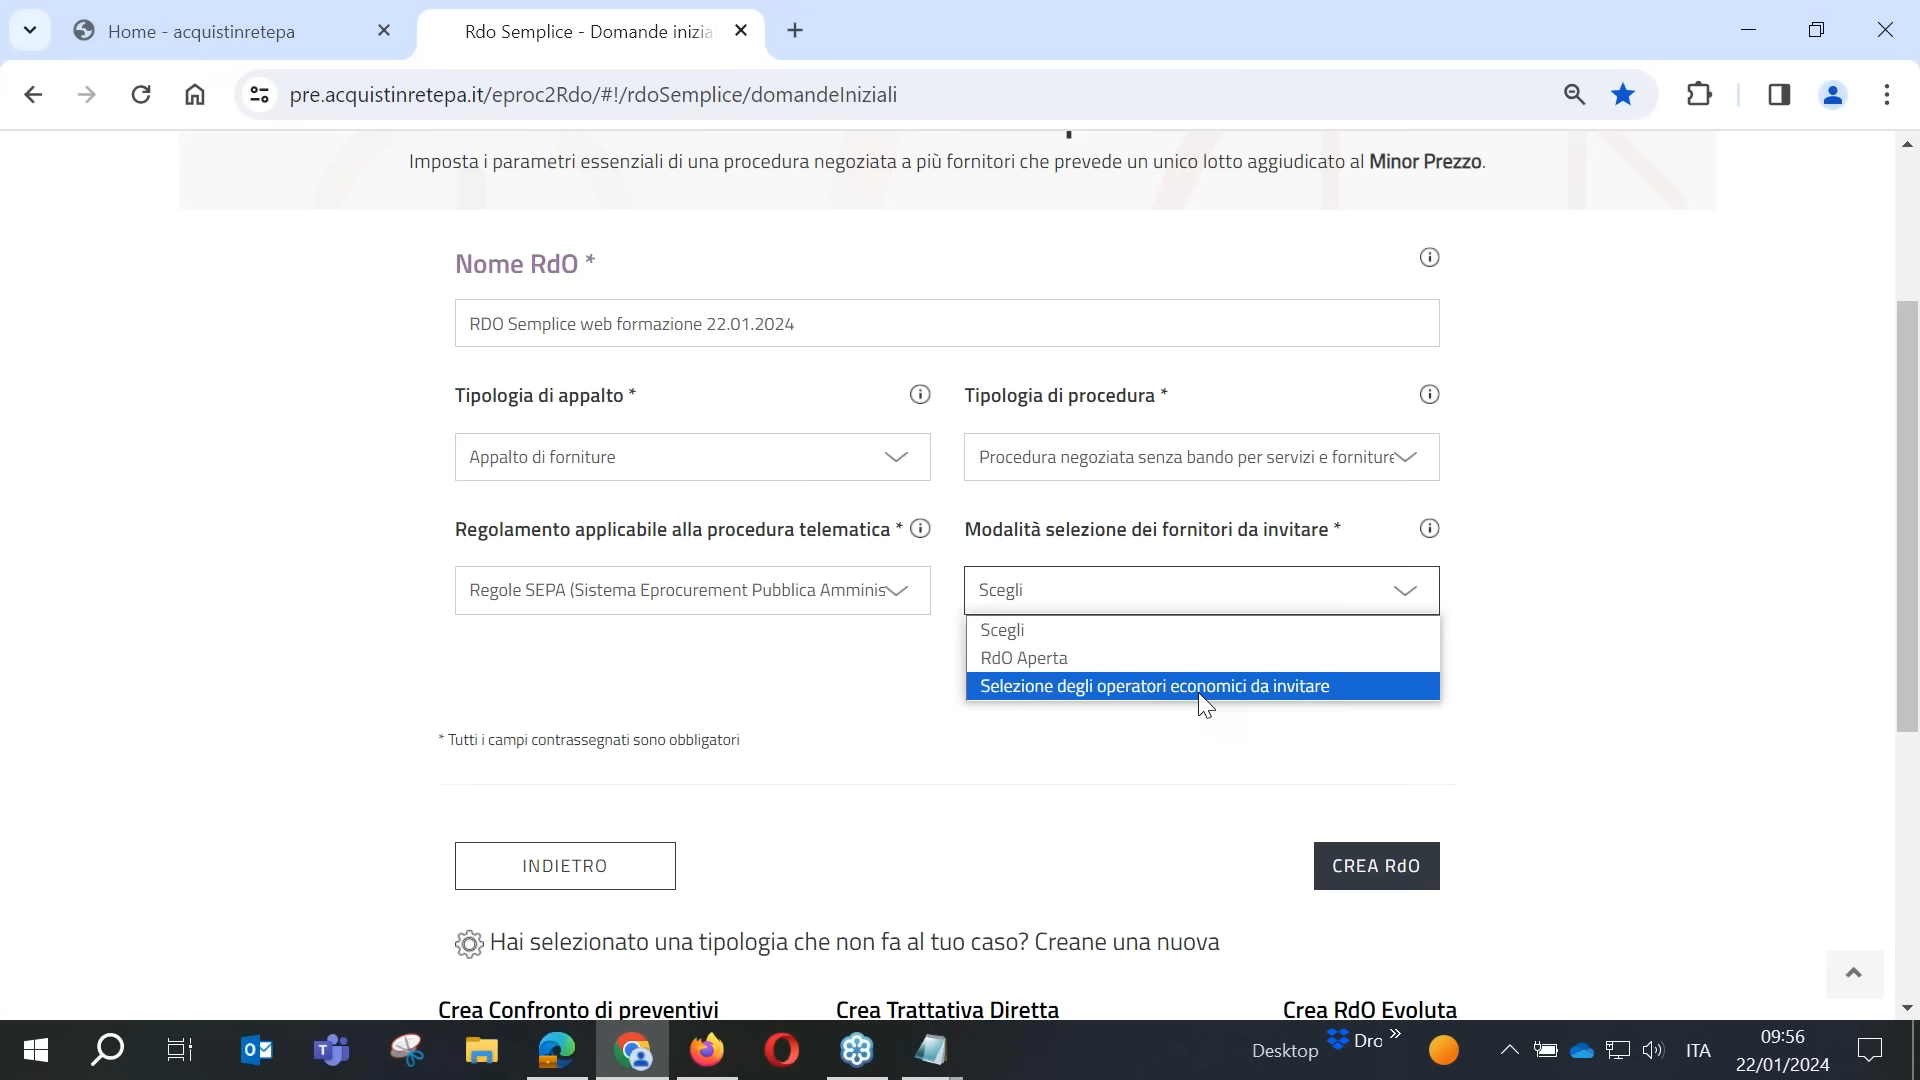 Home - acquistinretepa
Rdo Semplice - Domande inizial
pre.acquistinretepa.it/eproc2Rdo/#!/rdoSemplice/domandeIniziali
Imposta i parametri essenziali di una procedura negoziata a più fornitori che prevede un unico lotto aggiudicato al Minor Prezzo.
Nome RdO *
RDO Semplice web formazione 22.01.2024
Tipologia di appalto *
Tipologia di procedura *
Appalto di forniture
Procedura negoziata senza bando per servizi e forniture
Regolamento applicabile alla procedura telematica *
Modalità selezione dei fornitori da invitare *
Regole SEPA (Sistema Eprocurement Pubblica Amminis
Scegli
Scegli
RdO Aperta
Selezione degli operatori economici da invitare
* Tutti i campi contrassegnati sono obbligatori
INDIETRO
CREA RdO
Hai selezionato una tipologia che non fa al tuo caso? Creane una nuova
Crea Confronto di preventivi
Crea Trattativa Diretta
Crea RdO Evoluta
Desktop
Dro
ITA
09:56
22/01/2024